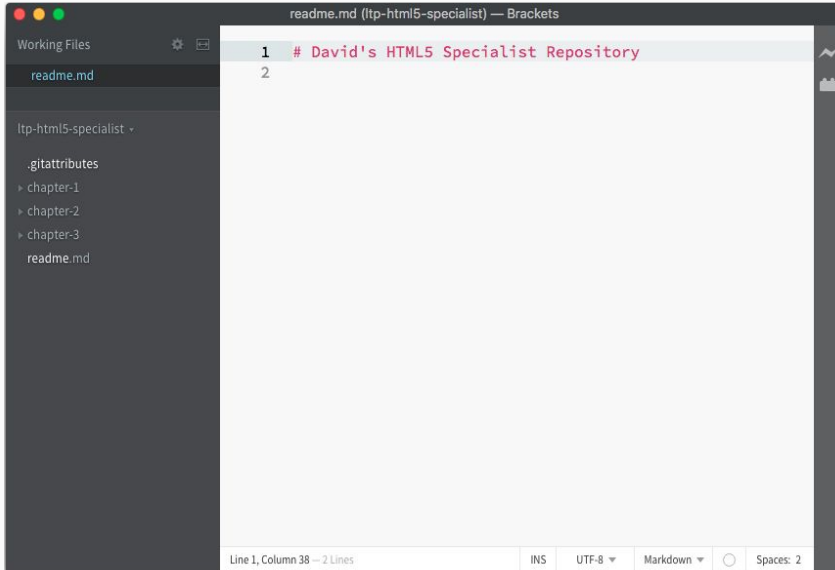 readme.md (ltp-html5-specialist) — Brackets
Working Files
readme.md
ltp-html5-specialist
.gitattributes
chapter-1
chapter-2
chapter-3
readme.md
1 # David's HTML5 Specialist Repository
2
Line 1, Column 38 — 2 Lines
INS
UTF-8
Markdown
Spaces: 2